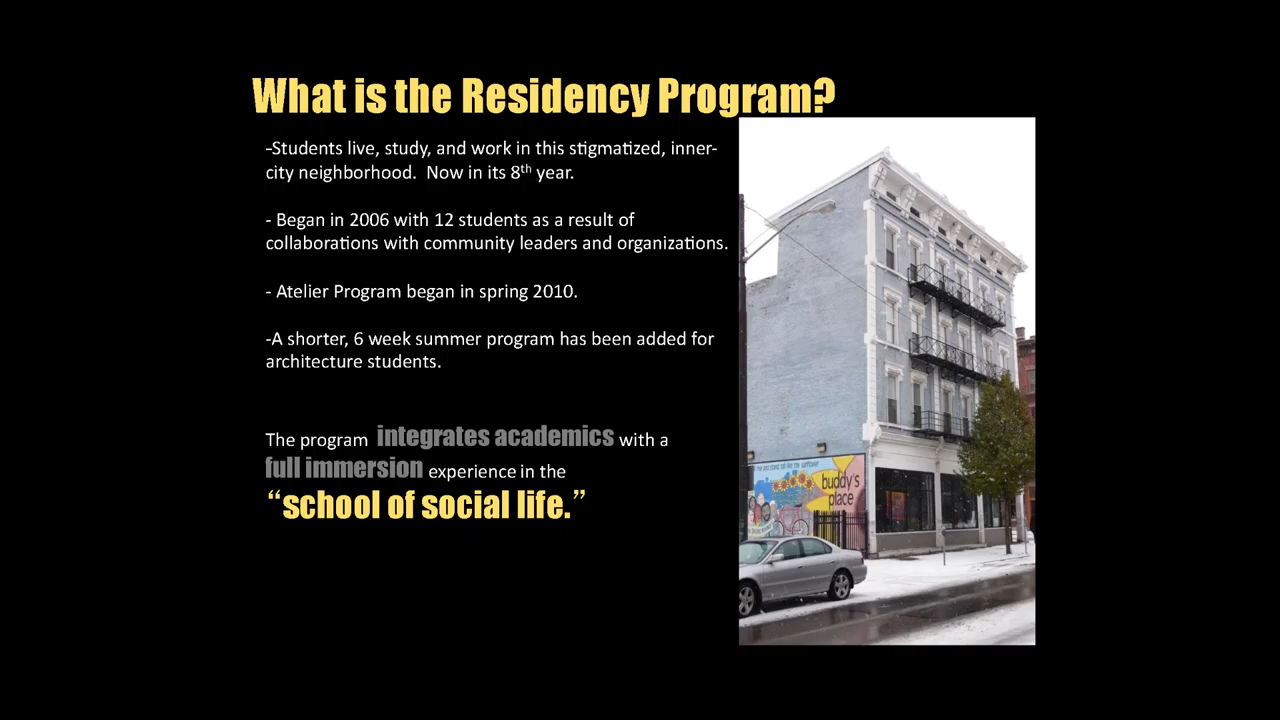 What is the Residency Program?
-Students live, study, and work in this stigmatized, inner-
city neighborhood.  Now in its 8th year.
- Began in 2006 with 12 students as a result of
collaborations with community leaders and organizations.
- Atelier Program began in spring 2010.
-A shorter, 6 week summer program has been added for
architecture students.
The program integrates academics with a
full immersion experience in the
“school of social life.”
buddy's
place